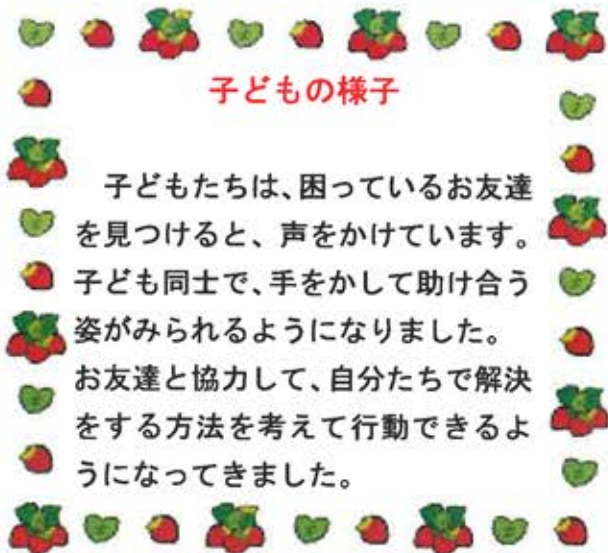 子どもの様子
子どもたちは、困っているお友達
を見つけると、声をかけています。
子ども同士で、手をかして助け合う
姿がみられるようになりました。
お友達と協力して、自分たちで解決
をする方法を考えて行動できるよ
うになってきました。